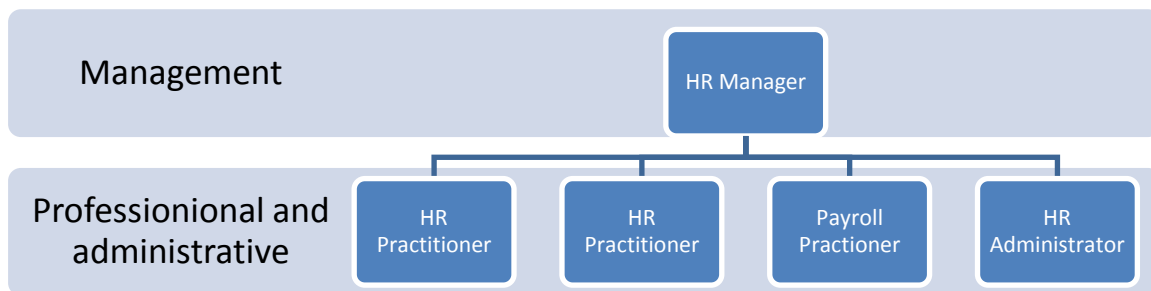 Management
HR Manager
Professionional and
administrative
HR
Practitioner
HR
Practitioner
Payroll
Practioner
HR
Administrator